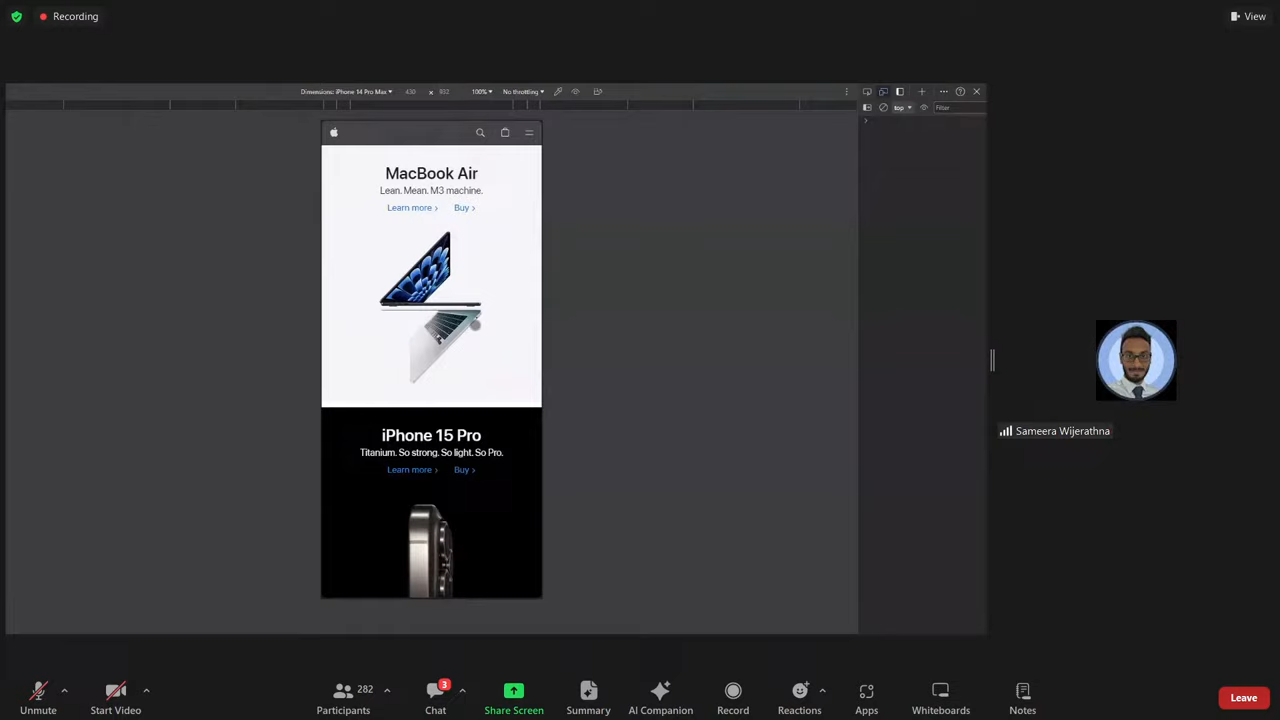 Recording
View
Dimensions: iPhone 14 Pro Max ▾ 430 × 932 100% ▾ No throttling ▾
top ▾ Filter
MacBook Air
Lean. Mean. M3 machine.
Learn more > Buy >
iPhone 15 Pro
Titanium. So strong. So light. So Pro.
Learn more > Buy >
Sameera Wijerathna
Unmute
Start Video
282
Participants
3
Chat
Share Screen
Summary
AI Companion
Record
Reactions
Apps
Whiteboards
Notes
Leave